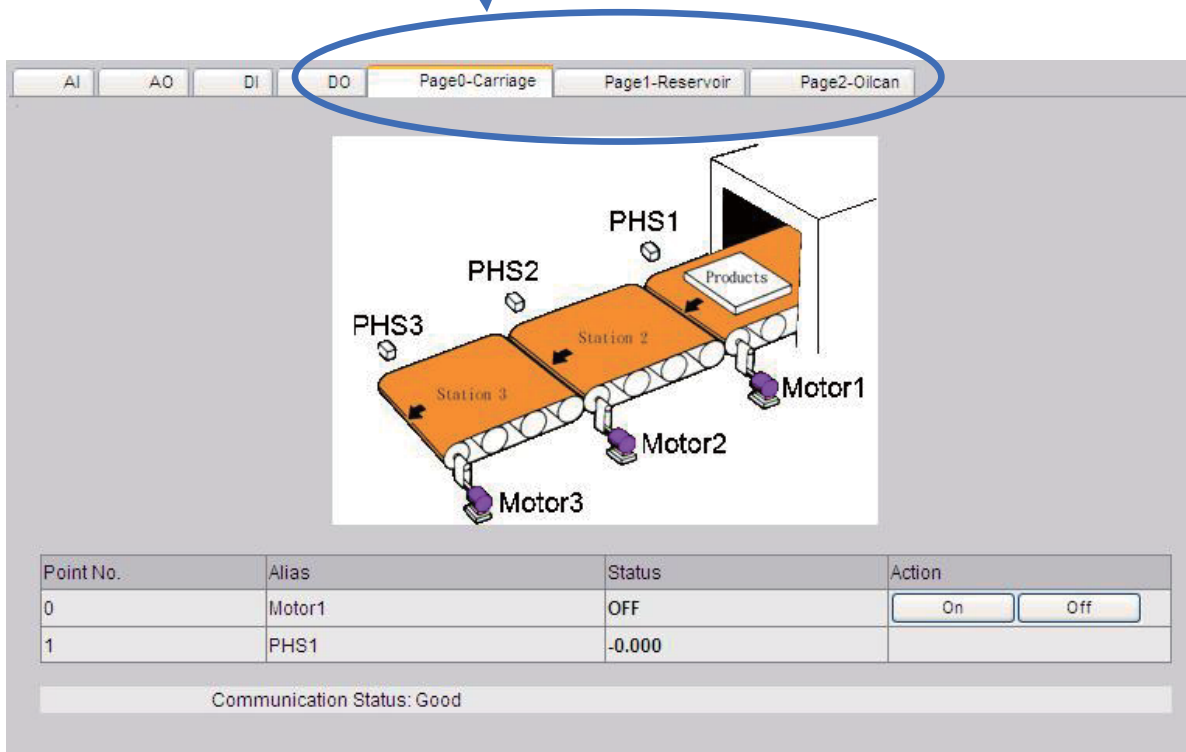 AI AO DI DO Page0-Carriage Page1-Reservoir Page2-Oilcan
PHS1
PHS2
Products
PHS3
Station 2
Motor1
Station 3
Motor2
Motor3
Point No. Alias Status Action
0 Motor1 OFF On Off
1 PHS1 -0.000
Communication Status: Good